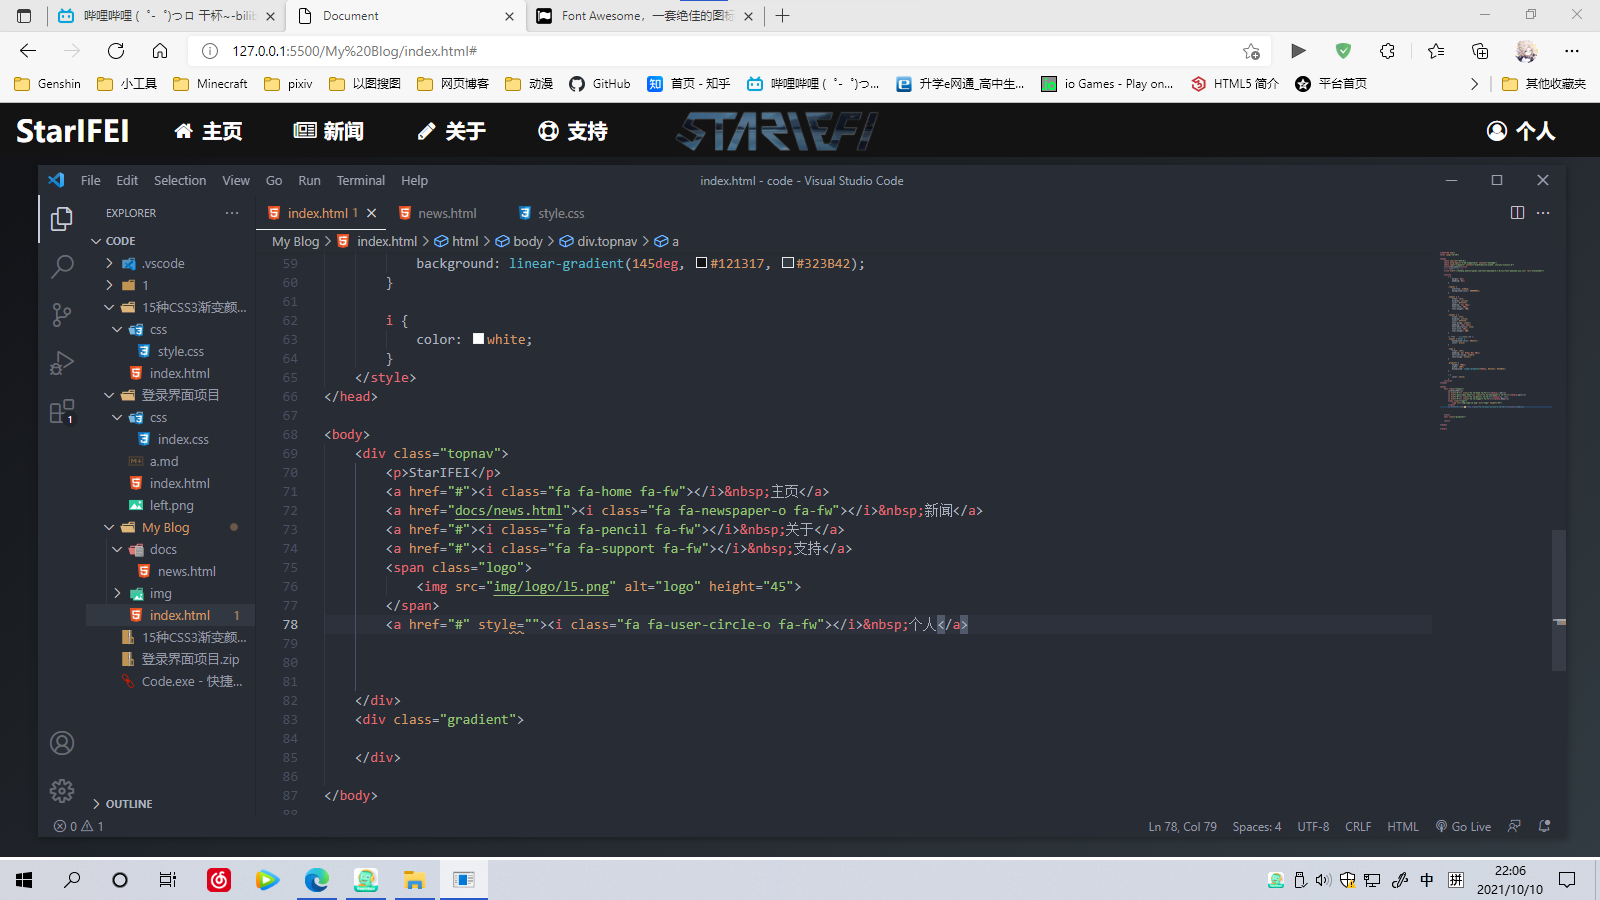 哔哩哔哩 (゜-゜)つロ 干杯~-bilib
Document
Font Awesome，一套绝佳的图标
127.0.0.1:5500/My%20Blog/index.html#
Genshin
小工具
Minecraft
pixiv
以图搜图
网页博客
动漫
GitHub
知 首页 - 知乎
哔哩哔哩 (゜-゜)つ...
升学e网通_高中生...
io Games - Play on...
HTML5 简介
平台首页
其他收藏夹
StarIFEI
主页
新闻
关于
支持
STARIEFI
个人
File Edit Selection View Go Run Terminal Help
index.html - code - Visual Studio Code
EXPLORER
index.html 1
news.html
style.css
CODE
My Blog > index.html > html > body > div.topnav > a
.vscode
1
15种CSS3渐变颜...
css
style.css
index.html
登录界面项目
css
index.css
a.md
index.html
left.png
My Blog
docs
news.html
img
index.html 1
15种CSS3渐变颜...
登录界面项目.zip
Code.exe - 快捷...
OUTLINE
1
59 background: linear-gradient(145deg, #121317, #323B42);
60 }
61
62 i {
63 color: white;
64 }
65 </style>
66 </head>
67
68 <body>
69 <div class="topnav">
70 <p>StarIFEI</p>
71 <a href="#"><i class="fa fa-home fa-fw"></i>&nbsp;主页</a>
72 <a href="docs/news.html"><i class="fa fa-newspaper-o fa-fw"></i>&nbsp;新闻</a>
73 <a href="#"><i class="fa fa-pencil fa-fw"></i>&nbsp;关于</a>
74 <a href="#"><i class="fa fa-support fa-fw"></i>&nbsp;支持</a>
75 <span class="logo">
76 <img src="img/logo/l5.png" alt="logo" height="45">
77 </span>
78 <a href="#" style=""><i class="fa fa-user-circle-o fa-fw"></i>&nbsp;个人</a>
79
80
81
82 </div>
83 <div class="gradient">
84
85 </div>
86
87 </body>
88
0 1
Ln 78, Col 79
Spaces: 4
UTF-8
CRLF
HTML
Go Live
中
拼
22:06
2021/10/10